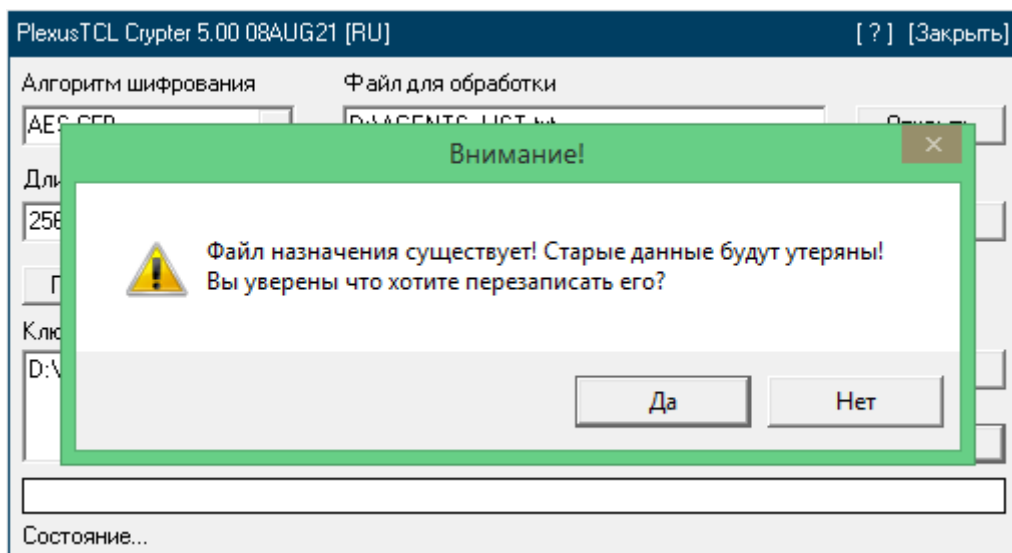 PlexusTCL Crypter 5.00 08AUG21 [RU] [ ? ] [Закрыть]
Алгоритм шифрования Файл для обработки
Внимание!
Файл назначения существует! Старые данные будут утеряны!
Вы уверены что хотите перезаписать его?
Да Нет
Состояние...